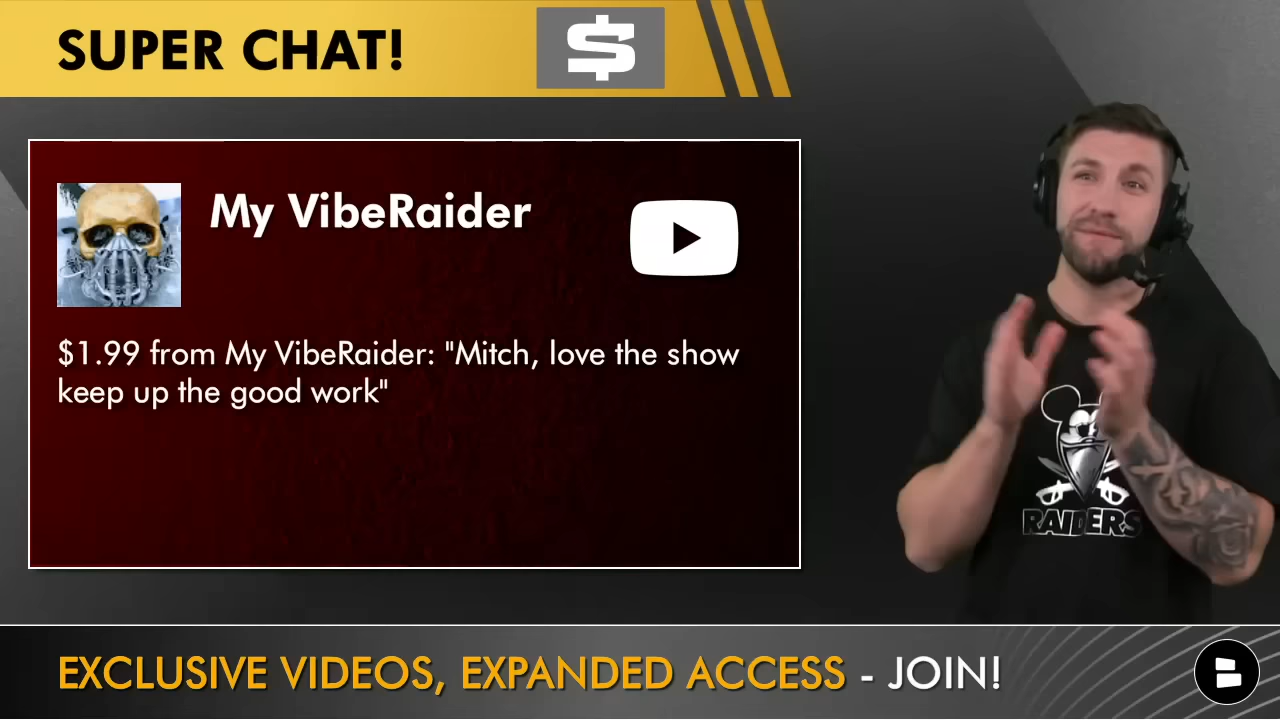 SUPER CHAT!
$
My VibeRaider
$1.99 from My VibeRaider: "Mitch, love the show
keep up the good work"
RAIDERS
EXCLUSIVE VIDEOS, EXPANDED ACCESS - JOIN!